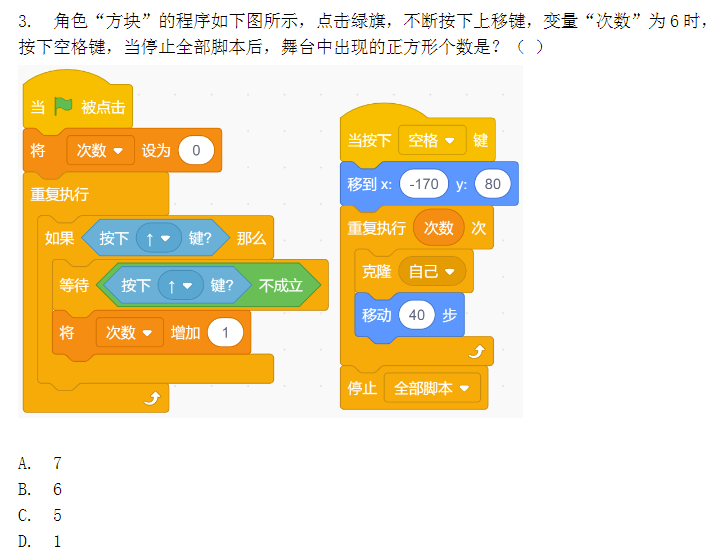 3. 角色“方块”的程序如下图所示，点击绿旗，不断按下上移键，变量“次数”为 6 时，
按下空格键，当停止全部脚本后，舞台中出现的正方形个数是？（ ）
当 被点击
将 次数 设为 0
重复执行
如果 按下 ↑ 键? 那么
等待 按下 ↑ 键? 不成立
将 次数 增加 1
当按下 空格 键
移到 x: -170 y: 80
重复执行 次数 次
克隆 自己
移动 40 步
停止 全部脚本
A. 7
B. 6
C. 5
D. 1